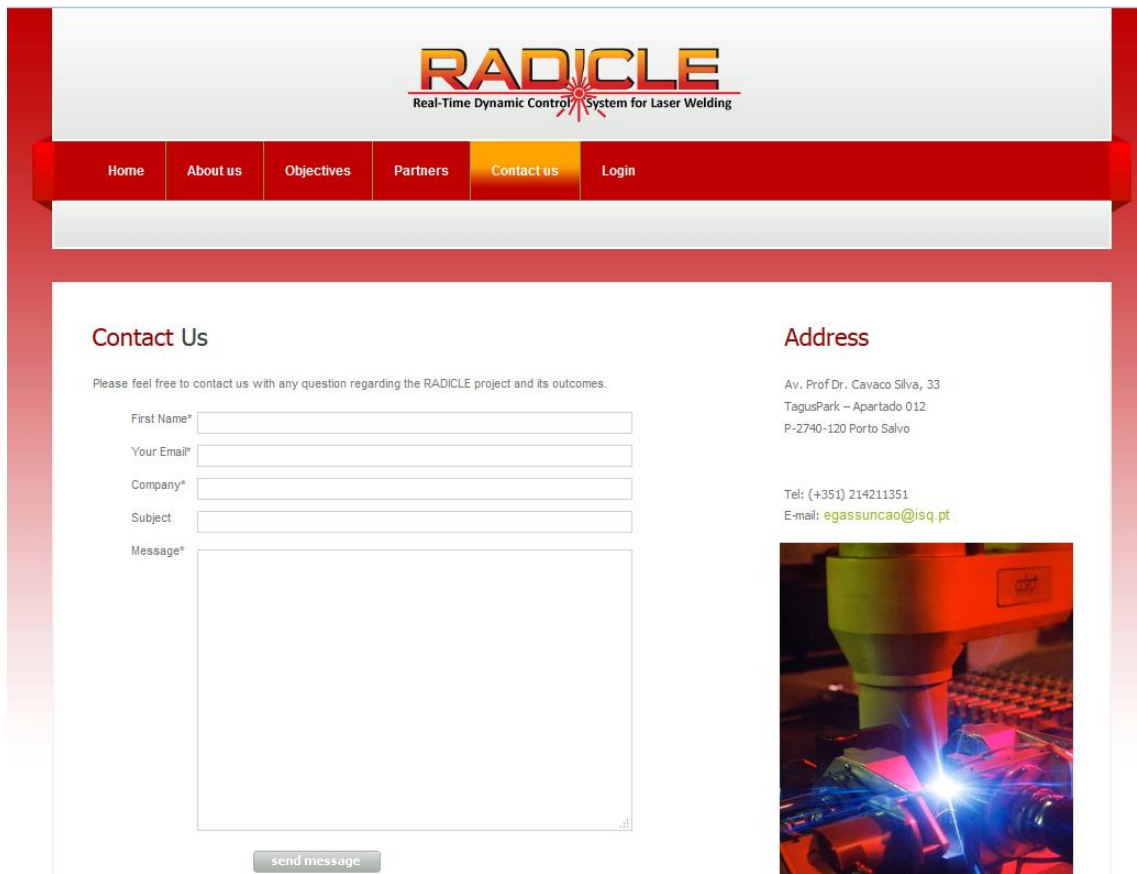 RADICLE
Real-Time Dynamic Control System for Laser Welding
Home About us Objectives Partners Contact us Login
Contact Us
Please feel free to contact us with any question regarding the RADICLE project and its outcomes.
First Name*
Your Email*
Company*
Subject
Message*
send message
Address
Av. Prof Dr. Cavaco Silva, 33
TagusPark – Apartado 012
P-2740-120 Porto Salvo
Tel: (+351) 214211351
E-mail: egassuncao@isq.pt
adept